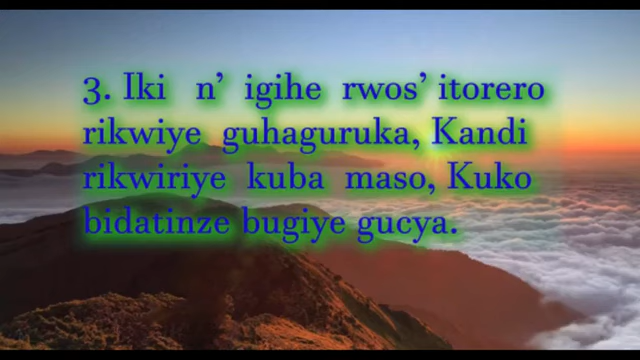 3. Iki n’ igihe rwos’ itorero
rikwiye guhaguruka, Kandi
rikwiriye kuba maso, Kuko
bidatinze bugiye gucya.